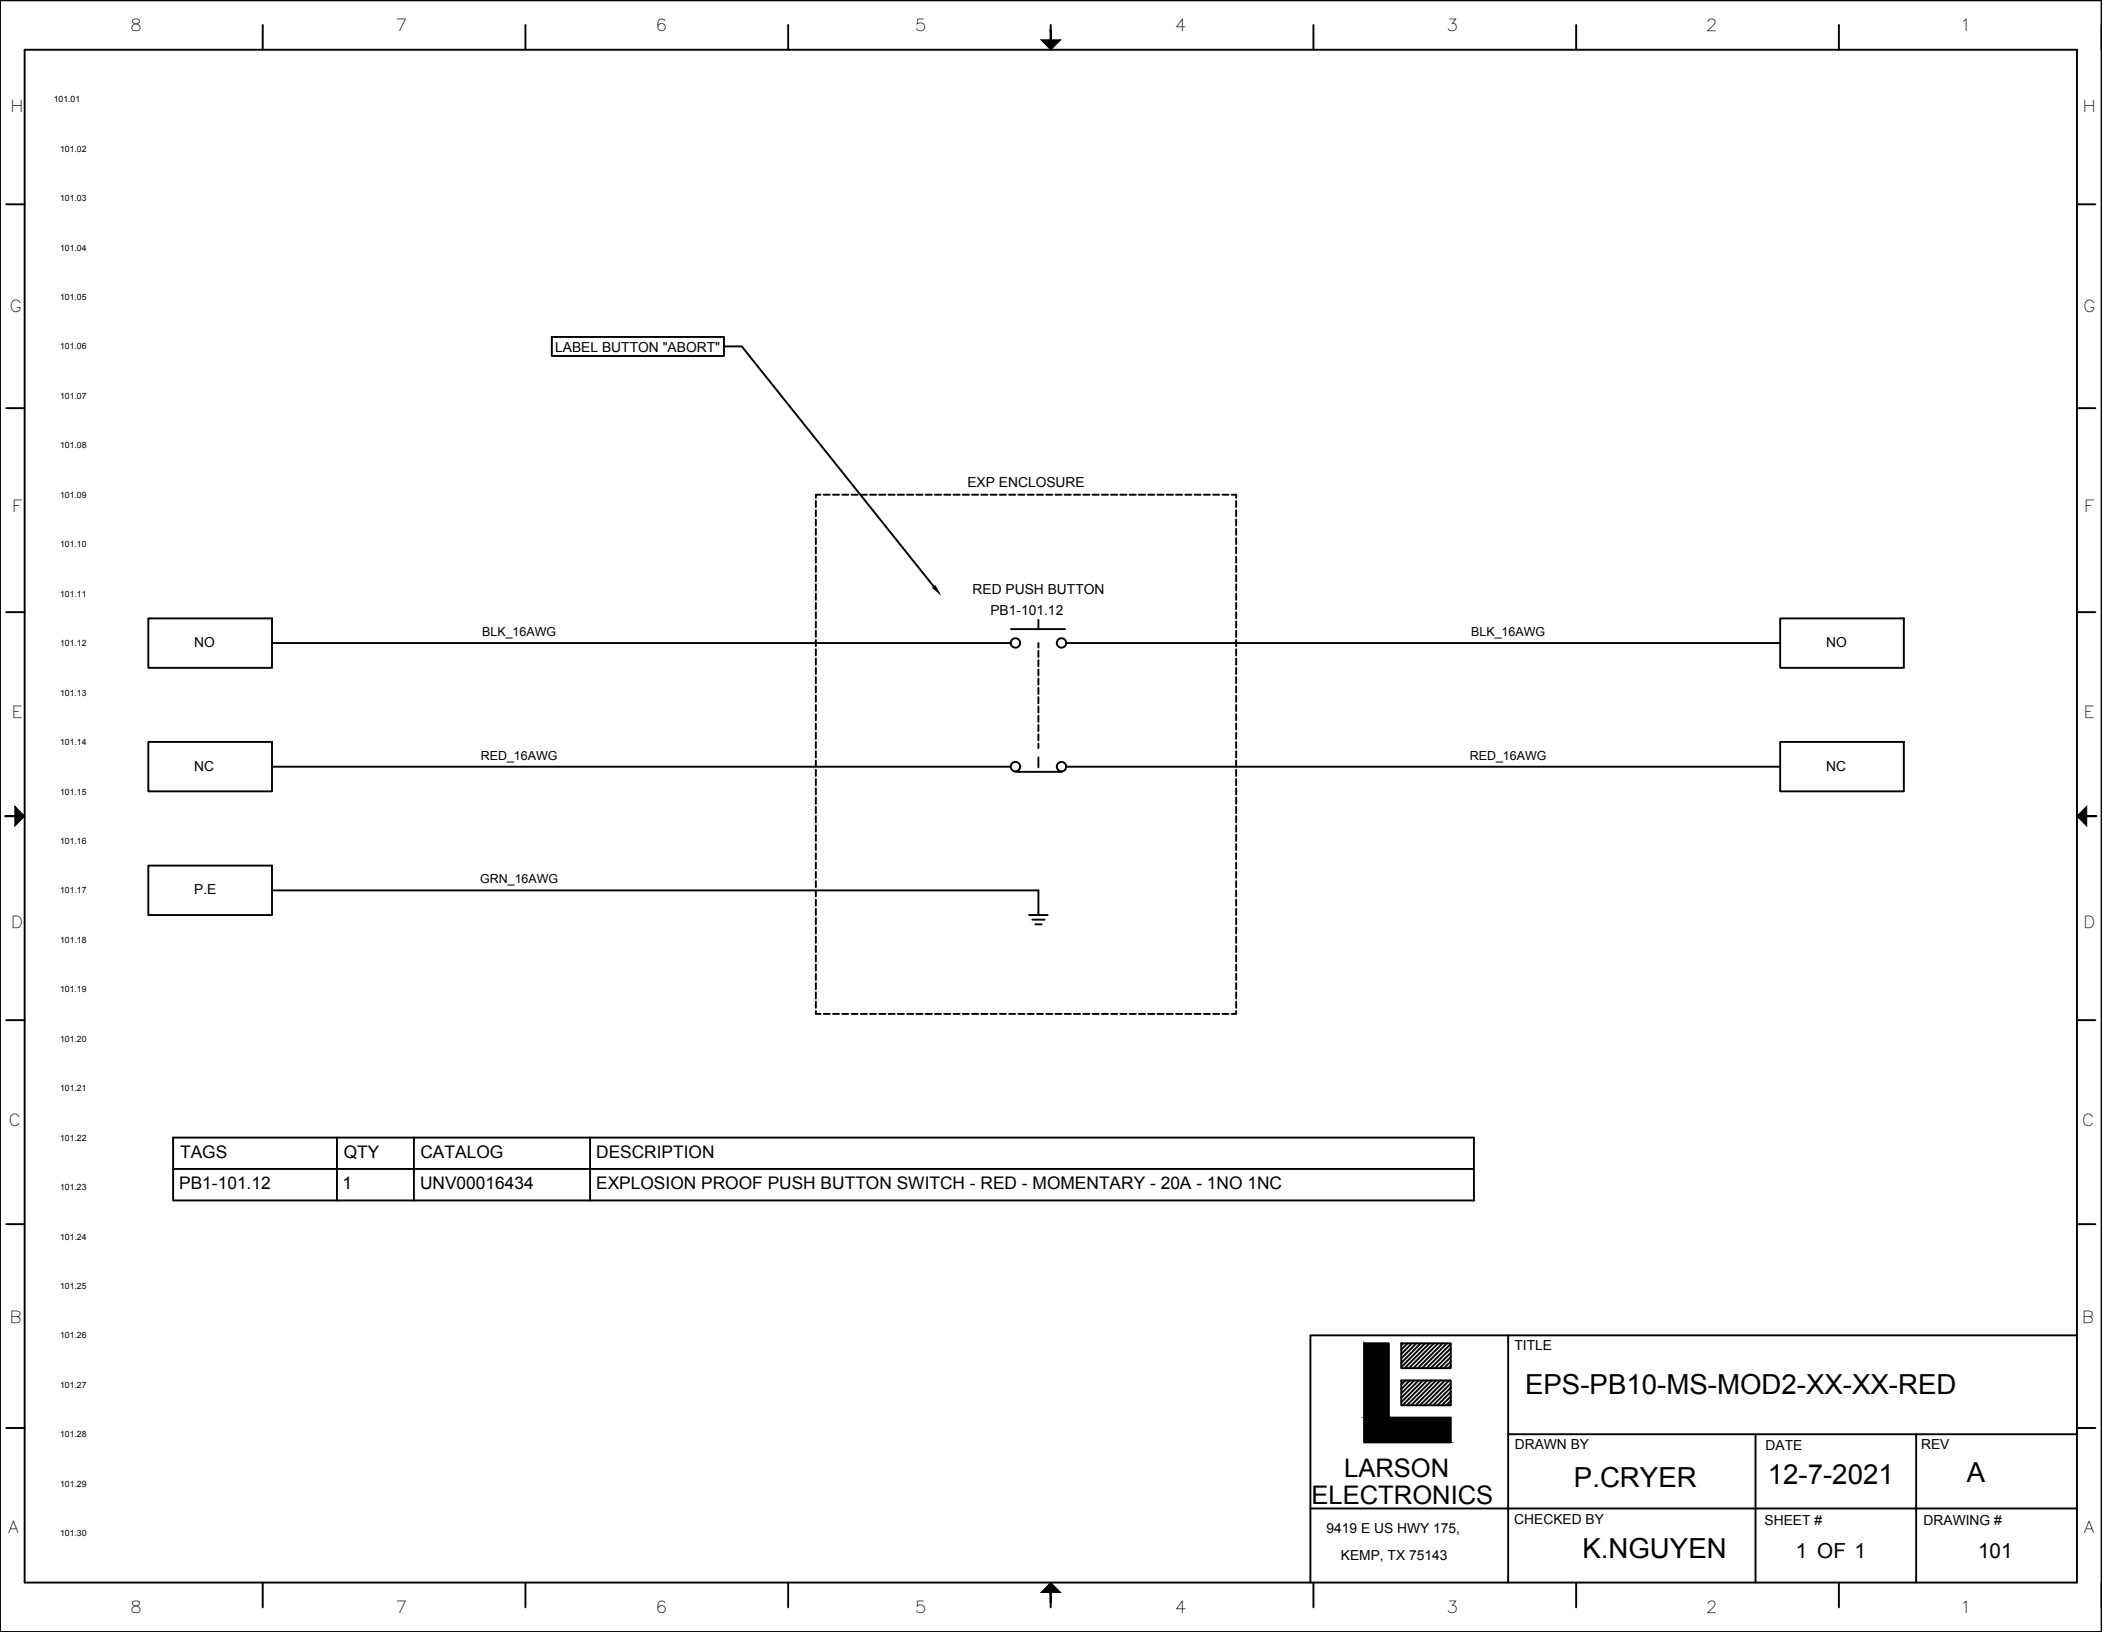 8 7 6 5 4 3 2 1
H 101.01 H
101.02
101.03
101.04
G 101.05 G
101.06
LABEL BUTTON "ABORT"
101.07
101.08
EXP ENCLOSURE
F 101.09 F
101.10
101.11
RED PUSH BUTTON
PB1-101.12
BLK_16AWG BLK_16AWG
101.12 NO NO
101.13
E E
101.14
RED_16AWG RED_16AWG
NC NC
101.15
101.16
GRN_16AWG
101.17 P.E
D D
101.18
101.19
101.20
101.21
C C
101.22
TAGS QTY CATALOG DESCRIPTION
101.23
PB1-101.12 1 UNV00016434 EXPLOSION PROOF PUSH BUTTON SWITCH - RED - MOMENTARY - 20A - 1NO 1NC
101.24
101.25
B B
101.26
101.27
101.28
101.29
A 101.30 A
LARSON
ELECTRONICS
9419 E US HWY 175,
KEMP, TX 75143
TITLE
EPS-PB10-MS-MOD2-XX-XX-RED
DRAWN BY DATE REV
P.CRYER 12-7-2021 A
CHECKED BY SHEET # DRAWING #
K.NGUYEN 1 OF 1 101
8 7 6 5 4 3 2 1